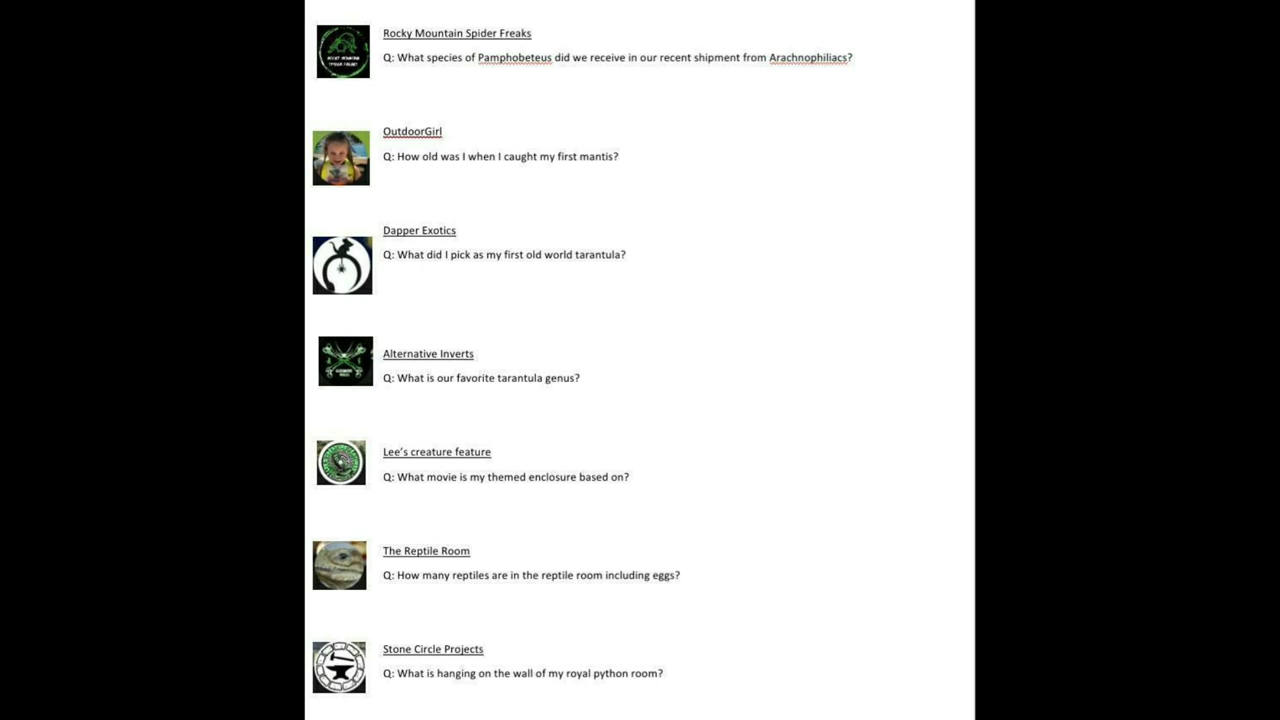 Rocky Mountain Spider Freaks
Q: What species of Pamphobeteus did we receive in our recent shipment from Arachnophiliacs?
OutdoorGirl
Q: How old was I when I caught my first mantis?
Dapper Exotics
Q: What did I pick as my first old world tarantula?
Alternative Inverts
Q: What is our favorite tarantula genus?
Lee's creature feature
Q: What movie is my themed enclosure based on?
The Reptile Room
Q: How many reptiles are in the reptile room including eggs?
Stone Circle Projects
Q: What is hanging on the wall of my royal python room?